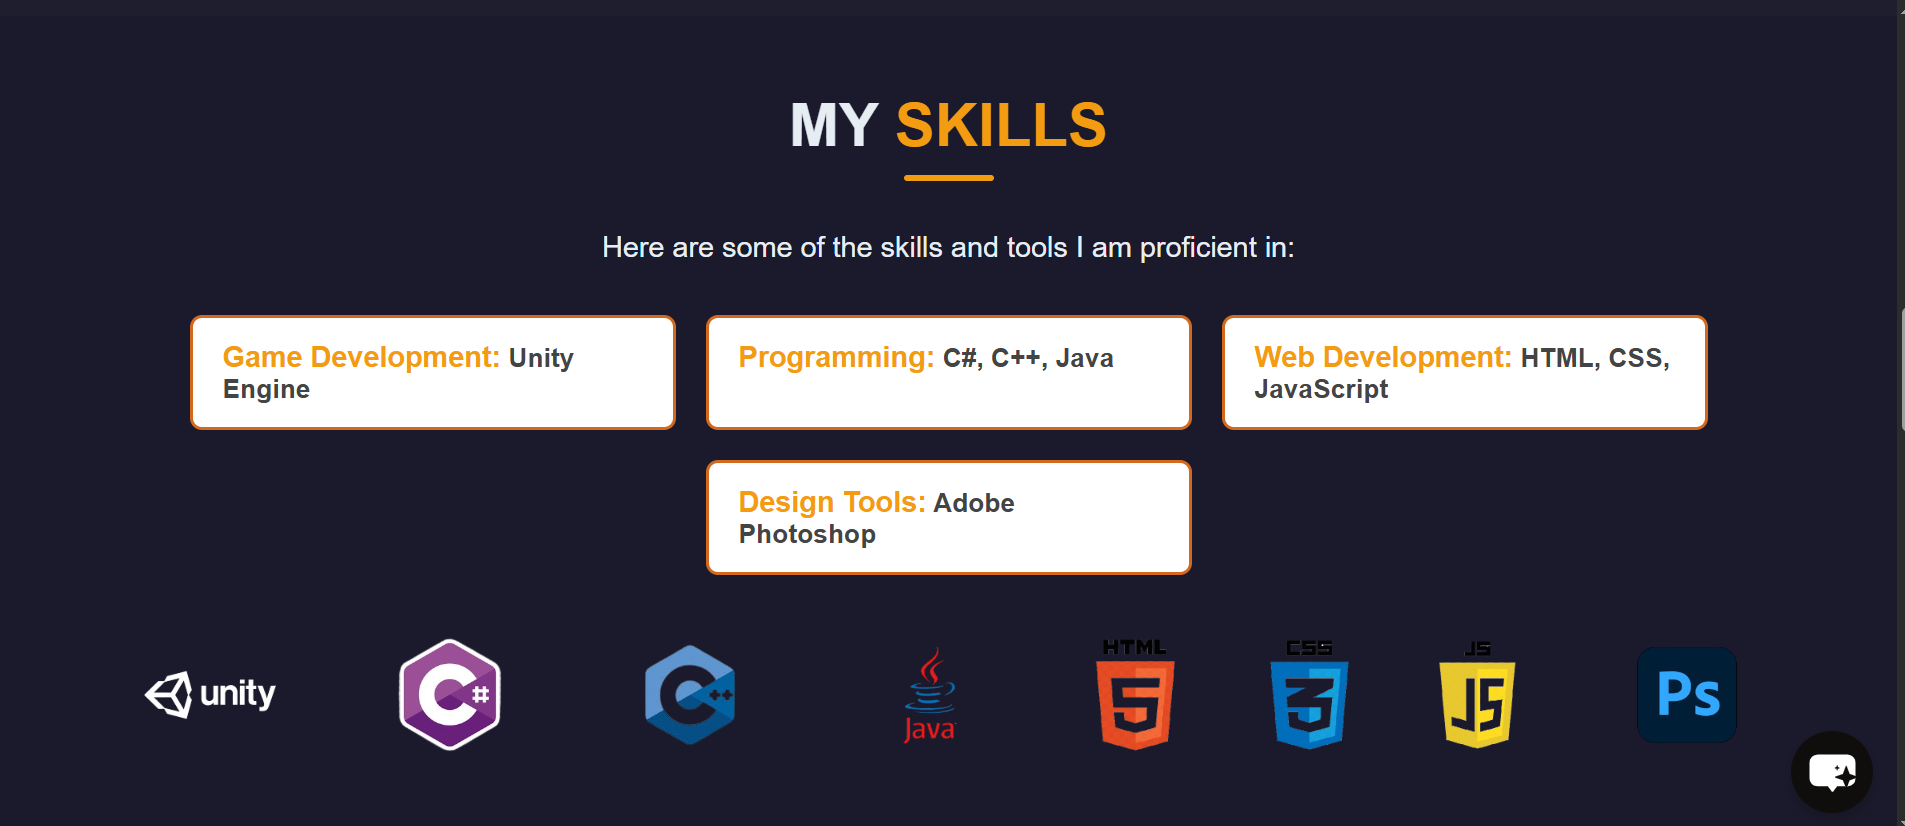 MY SKILLS
Here are some of the skills and tools I am proficient in:
Game Development: Unity
Engine
Programming: C#, C++, Java
Web Development: HTML, CSS,
JavaScript
Design Tools: Adobe
Photoshop
unity
C#
C++
Java
HTML
5
CSS
3
JS
JS
Ps